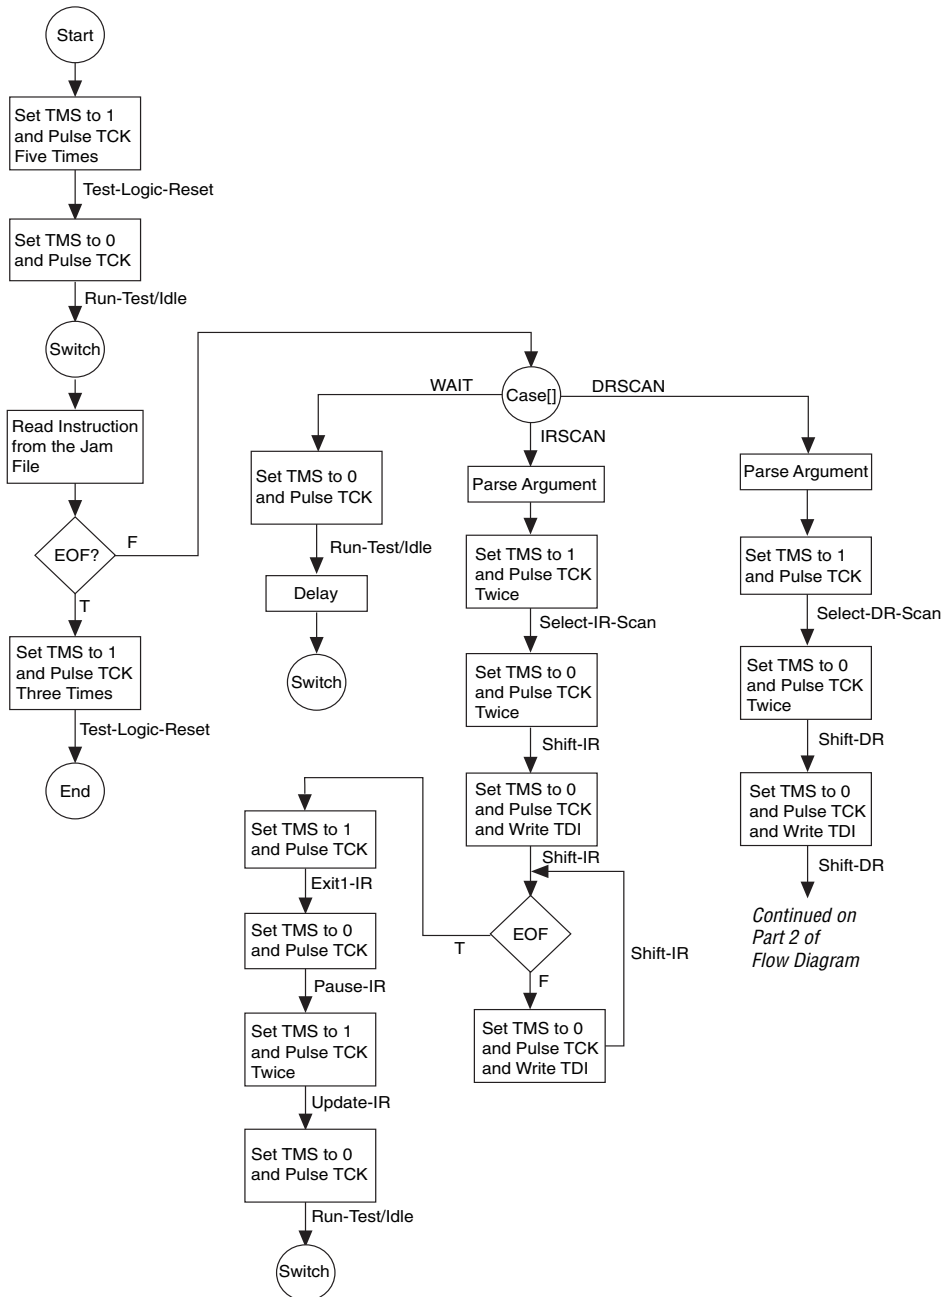 Start
Set TMS to 1
and Pulse TCK
Five Times
Test-Logic-Reset
Set TMS to 0
and Pulse TCK
Run-Test/Idle
Switch
Read Instruction
from the Jam
File
EOF?
F
T
Set TMS to 1
and Pulse TCK
Three Times
Test-Logic-Reset
End
Case[]
WAIT
Set TMS to 0
and Pulse TCK
Run-Test/Idle
Delay
Switch
IRSCAN
Parse Argument
Set TMS to 1
and Pulse TCK
Twice
Select-IR-Scan
Set TMS to 0
and Pulse TCK
Twice
Shift-IR
Set TMS to 0
and Pulse TCK
and Write TDI
Shift-IR
EOF
T
F
Set TMS to 0
and Pulse TCK
and Write TDI
Shift-IR
Set TMS to 1
and Pulse TCK
Exit1-IR
Set TMS to 0
and Pulse TCK
Pause-IR
Set TMS to 1
and Pulse TCK
Twice
Update-IR
Set TMS to 0
and Pulse TCK
Run-Test/Idle
Switch
DRSCAN
Parse Argument
Set TMS to 1
and Pulse TCK
Select-DR-Scan
Set TMS to 0
and Pulse TCK
Twice
Shift-DR
Set TMS to 0
and Pulse TCK
and Write TDI
Shift-DR
Continued on
Part 2 of
Flow Diagram